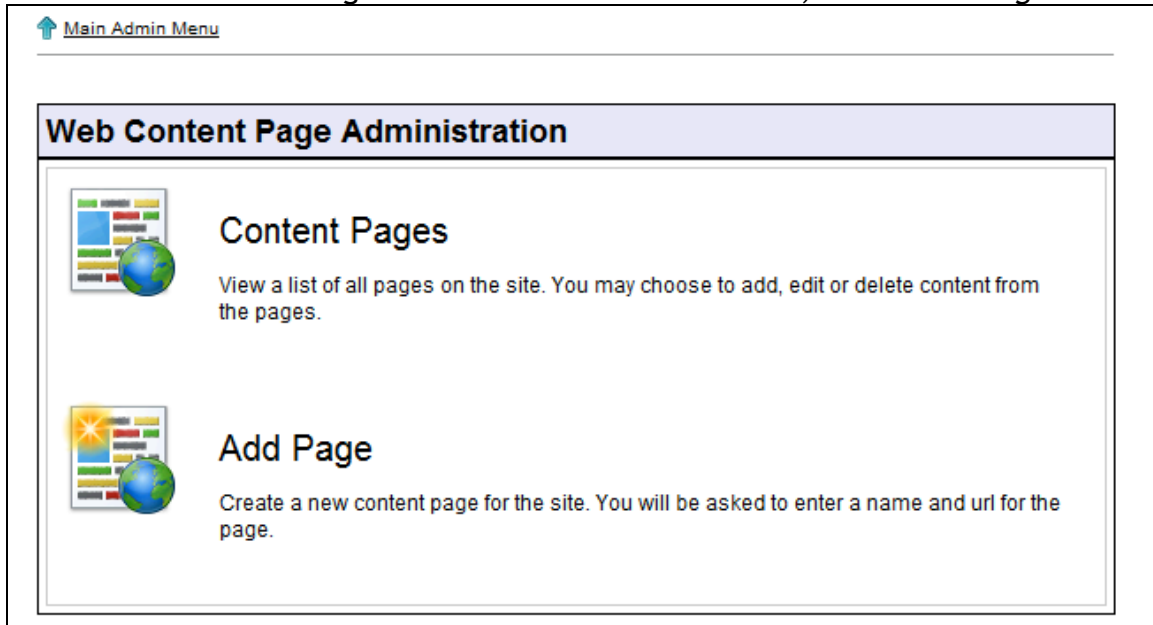 Main Admin Menu
Web Content Page Administration
Content Pages
View a list of all pages on the site. You may choose to add, edit or delete content from
the pages.
Add Page
Create a new content page for the site. You will be asked to enter a name and url for the
page.